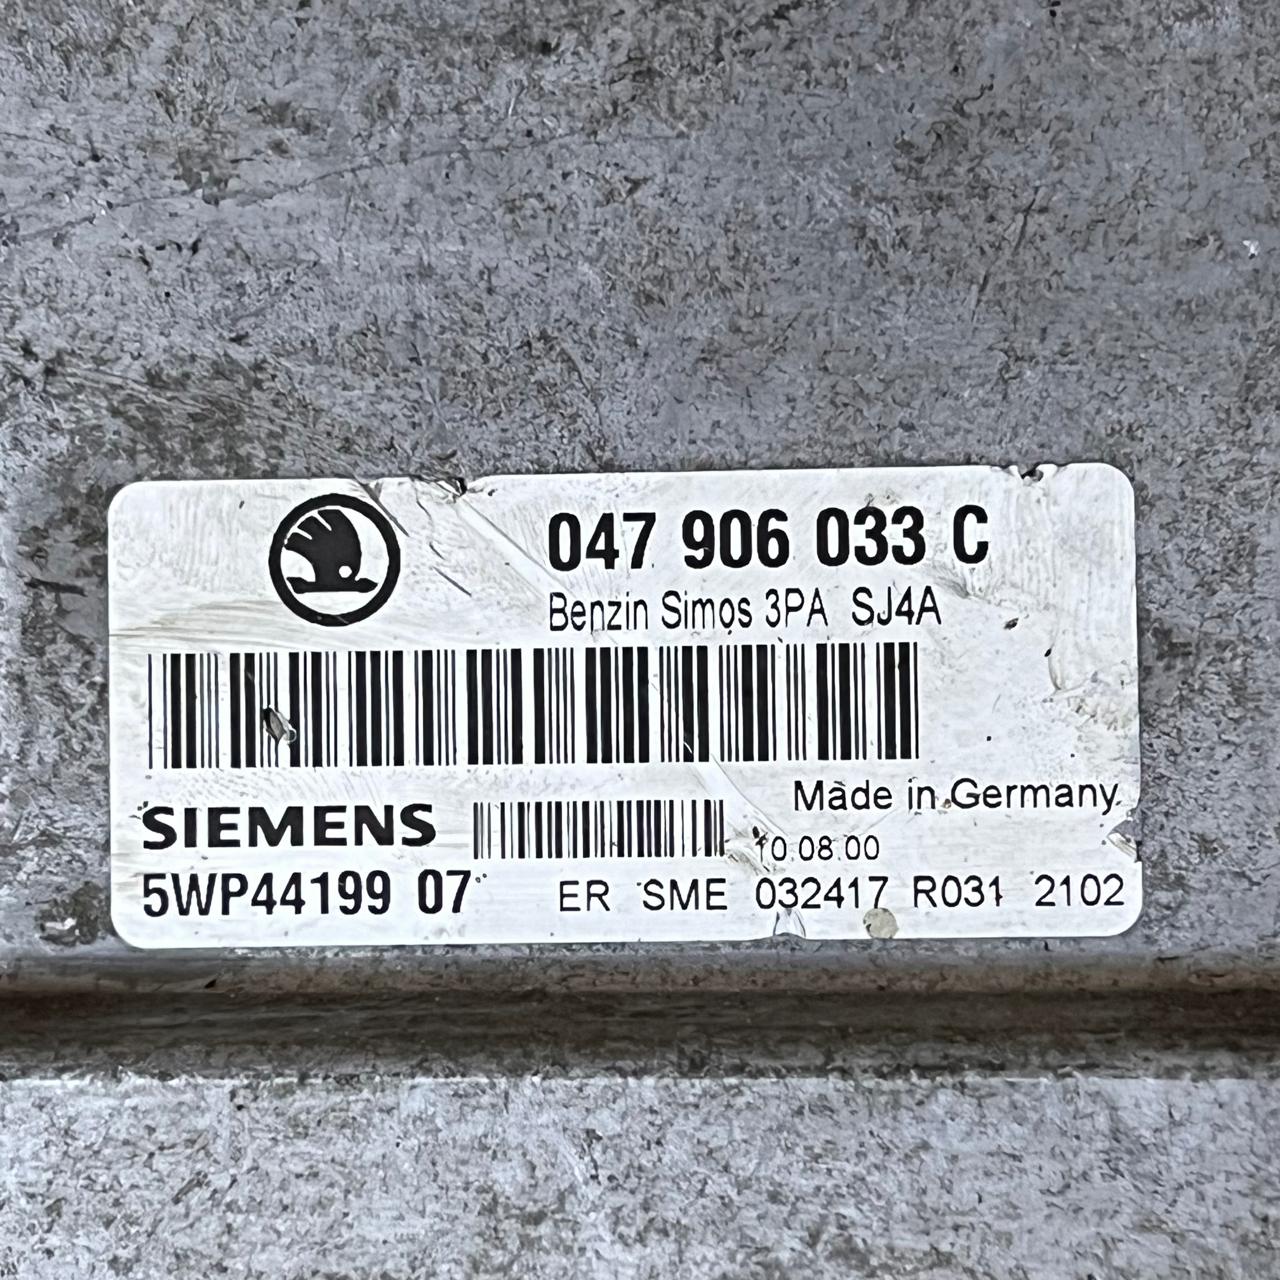 047 906 033 C
Benzin Simos 3PA SJ4A
Made in Germany
SIEMENS
10.08.00
5WP44199 07
ER SME 032417 R031 2102